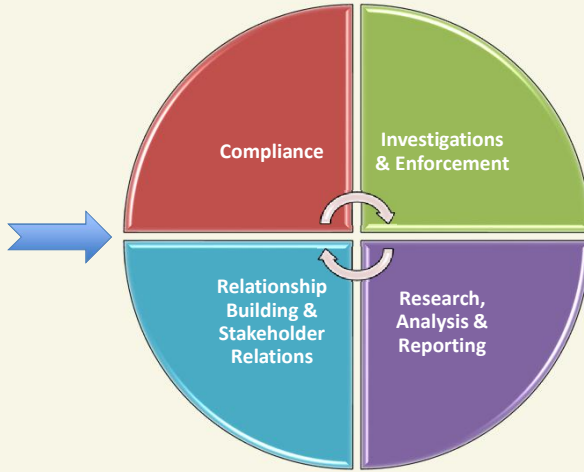 Compliance
Investigations
& Enforcement
Relationship
Building &
Stakeholder
Relations
Research,
Analysis &
Reporting